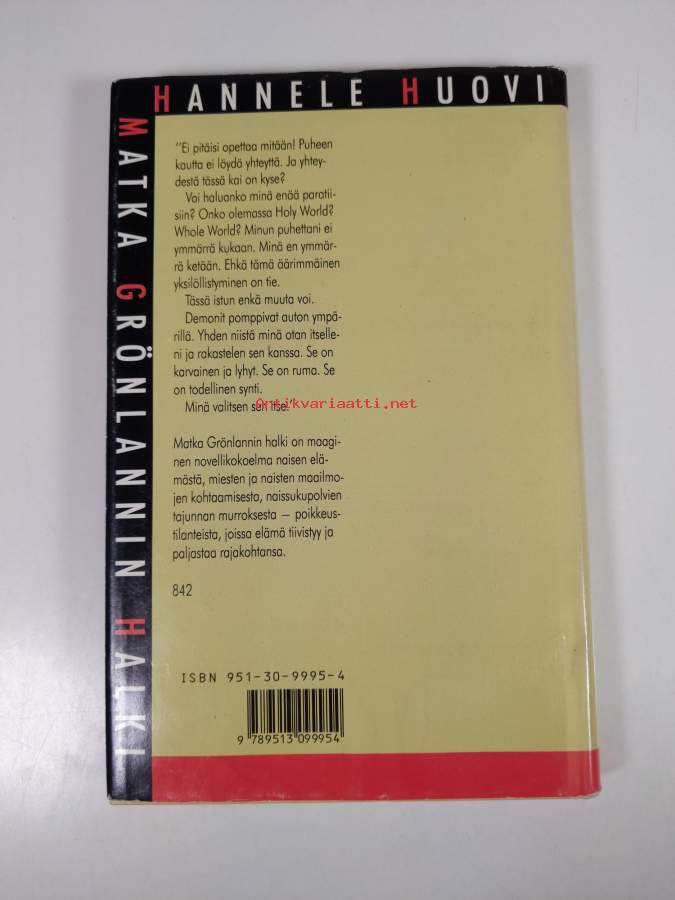 HANNELE HUOVI
MATKA GRÖNLANNIN HALKI
"Ei pitäisi opettaa mitään! Puheen
kautta ei löydä yhteyttä. Ja yhtey-
destä tässä kai on kyse?
Vai haluanko minä enää paratii-
siin? Onko olemassa Holy World?
Whole World? Minun puhettani ei
ymmärrä kukaan. Minä en ymmär-
rä ketään. Ehkä tämä äärimmäinen
yksilöllistyminen on tie.
Tässä istun enkä muuta voi.
Demonit pomppivat auton ympä-
rillä. Yhden niistä minä otan itselle-
ni ja rakastelen sen kanssa. Se on
karvainen ja lyhyt. Se on ruma. Se
on todellinen synti.
Minä valitsen sun itse."
Antikvariaatti.net
Matka Grönlannin halki on maagi-
nen novellikokoelma naisen elä-
mästä, miesten ja naisten maailmo-
jen kohtaamisesta, naissukupolvien
tajunnan murroksesta — poikkeus-
tilanteista, joissa elämä tiivistyy ja
paljastaa rajakohtansa.
842
ISBN 951-30-9995-4
9 789513 099954